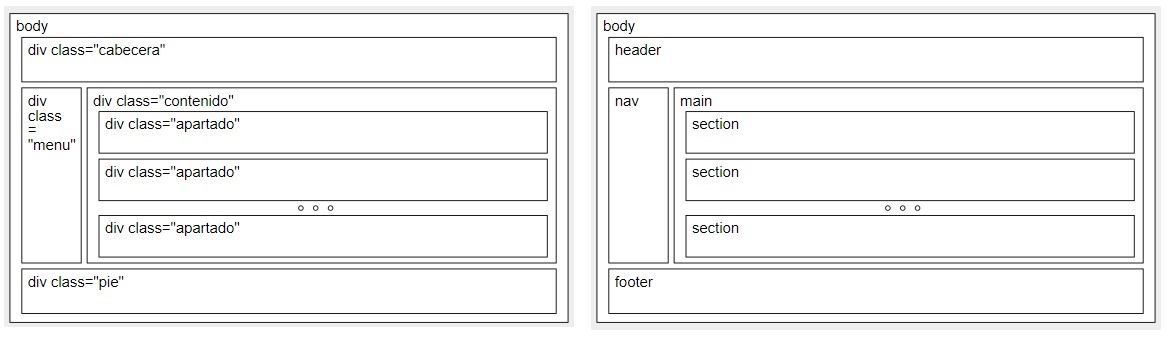 body
div class="cabecera"
div
class
=
"menu"
div class="contenido"
div class="apartado"
div class="apartado"
div class="apartado"
div class="pie"
body
header
nav
main
section
section
section
footer